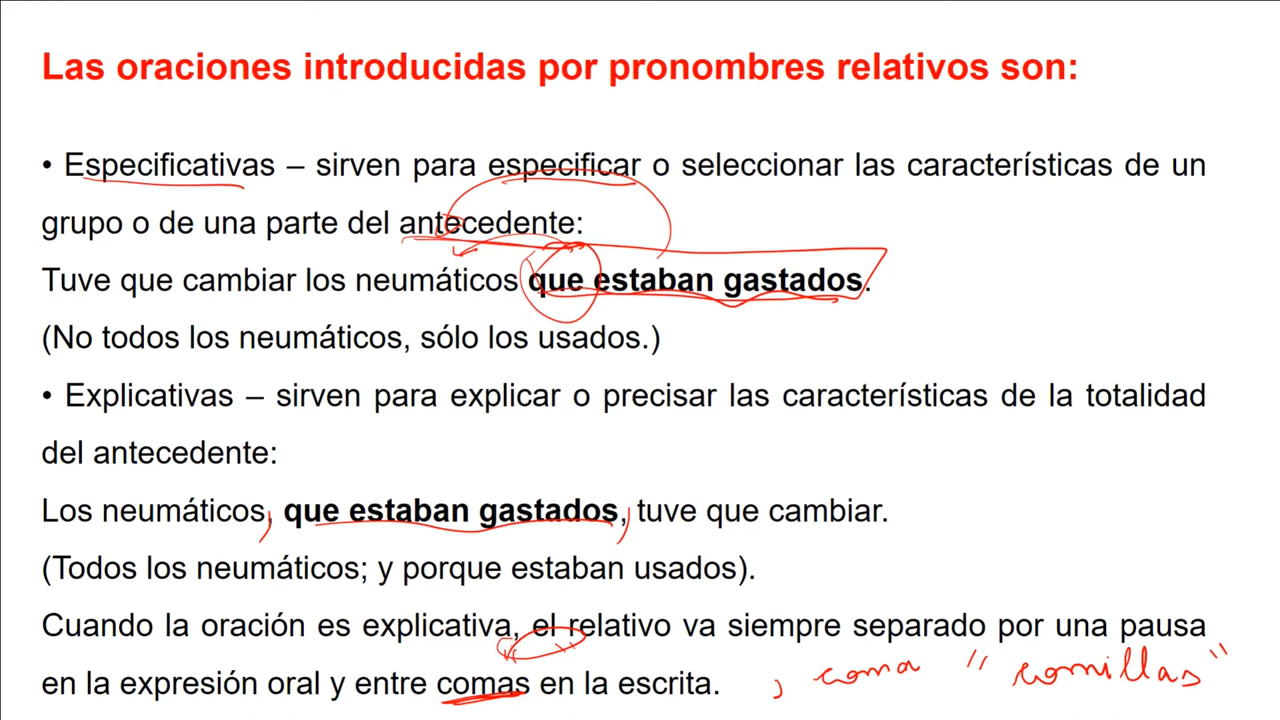 Las oraciones introducidas por pronombres relativos son:
• Especificativas – sirven para especificar o seleccionar las características de un
grupo o de una parte del antecedente:
Tuve que cambiar los neumáticos que estaban gastados.
(No todos los neumáticos, sólo los usados.)
• Explicativas – sirven para explicar o precisar las características de la totalidad
del antecedente:
Los neumáticos, que estaban gastados, tuve que cambiar.
(Todos los neumáticos; y porque estaban usados).
Cuando la oración es explicativa, el relativo va siempre separado por una pausa
en la expresión oral y entre comas en la escrita.
, coma "comillas"